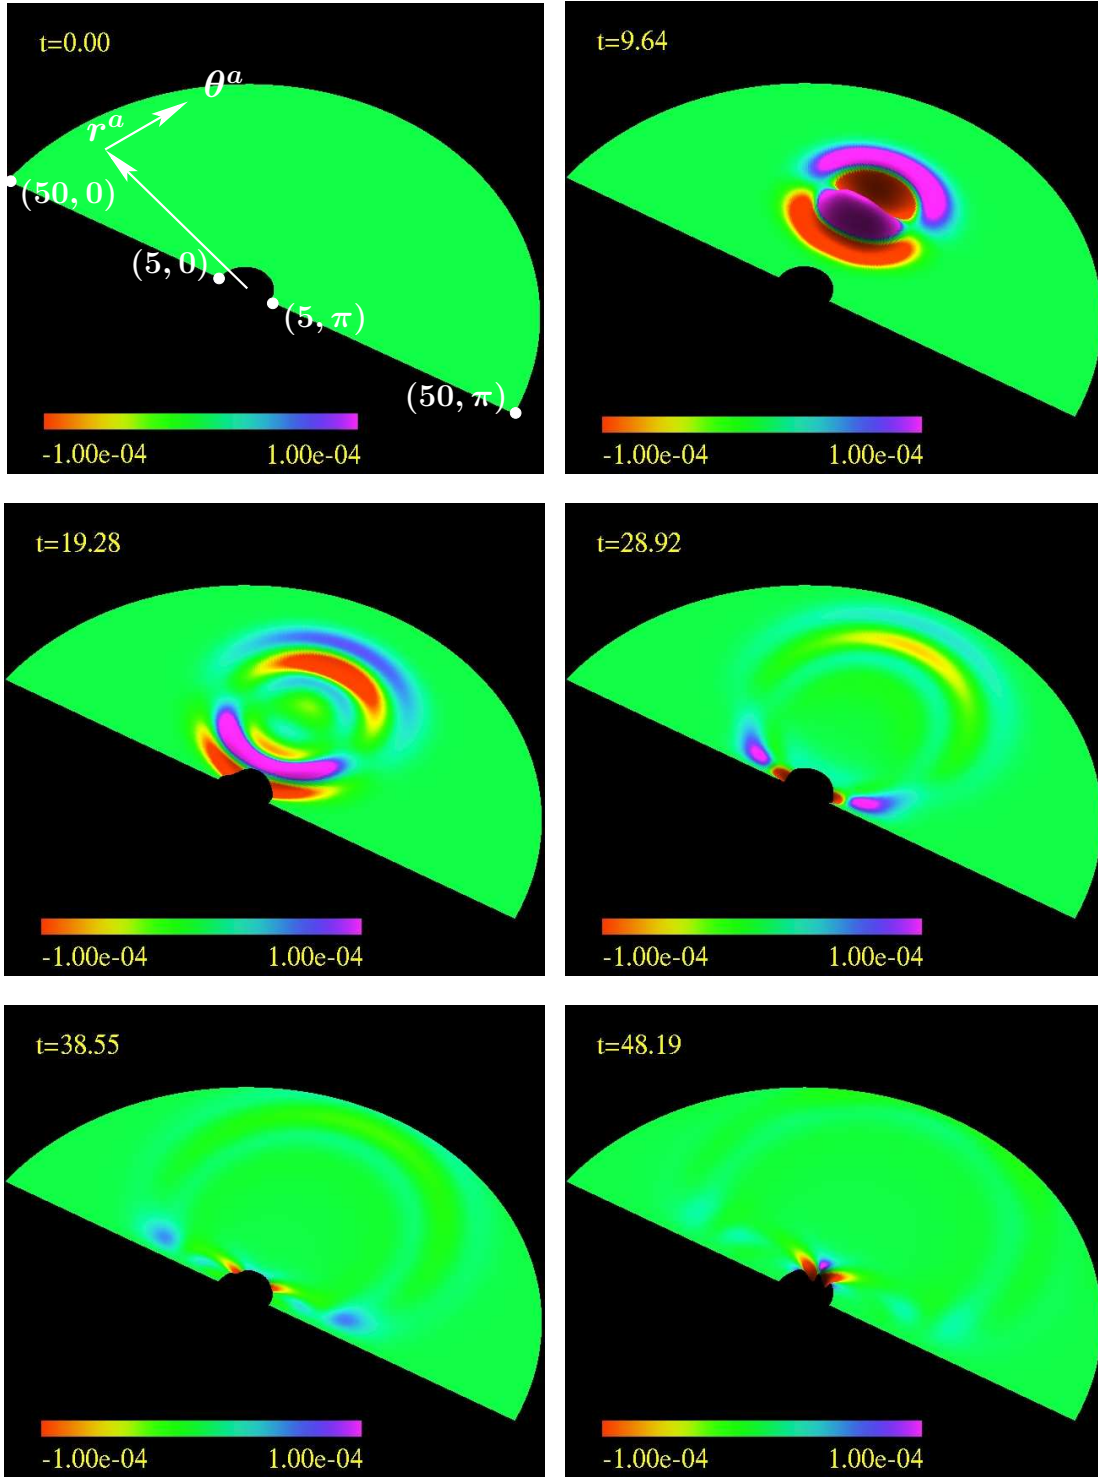 t=0.00
θ^a
r^a
(50, 0)
(5, 0)
(5, π)
(50, π)
-1.00e-04 1.00e-04
t=9.64
-1.00e-04 1.00e-04
t=19.28
-1.00e-04 1.00e-04
t=28.92
-1.00e-04 1.00e-04
t=38.55
-1.00e-04 1.00e-04
t=48.19
-1.00e-04 1.00e-04